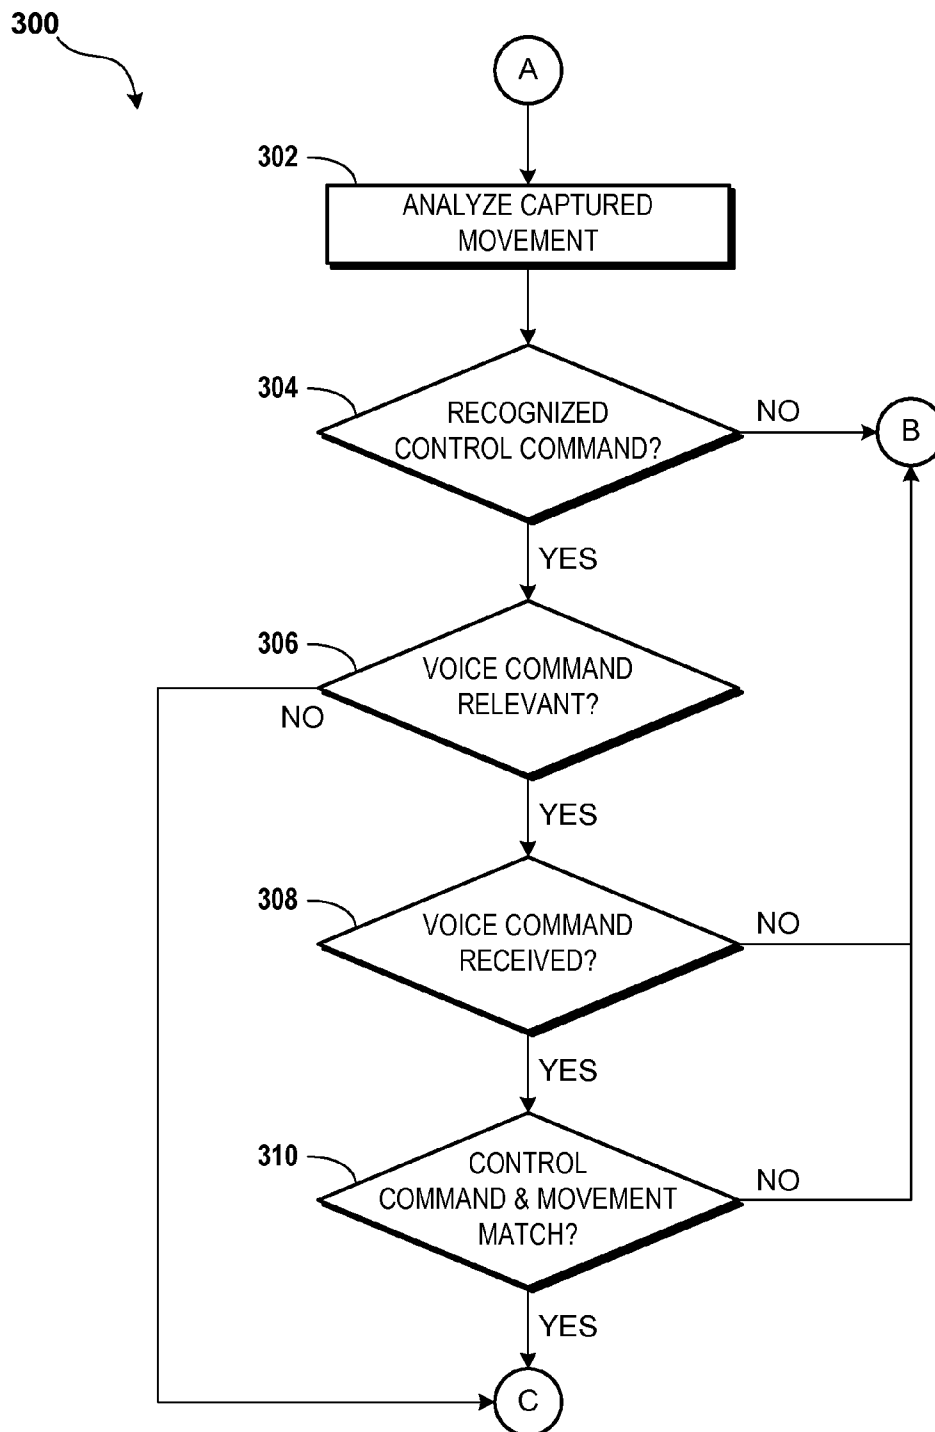 300
A
302
ANALYZE CAPTURED
MOVEMENT
304
RECOGNIZED
CONTROL COMMAND?
NO
B
YES
306
VOICE COMMAND
RELEVANT?
NO
YES
308
VOICE COMMAND
RECEIVED?
NO
YES
310
CONTROL
COMMAND & MOVEMENT
MATCH?
NO
YES
C